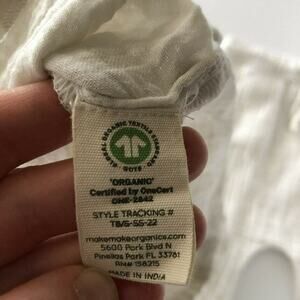 GLOBAL ORGANIC TEXTILE STANDARD
GOTS
"ORGANIC"
Certified by OneCert
ONE-2842
STYLE TRACKING #
TB/G-SS-22
makemakeorganics.com
5600 Park Blvd N
Pinellas Park FL 33781
RN# 158215
MADE IN INDIA